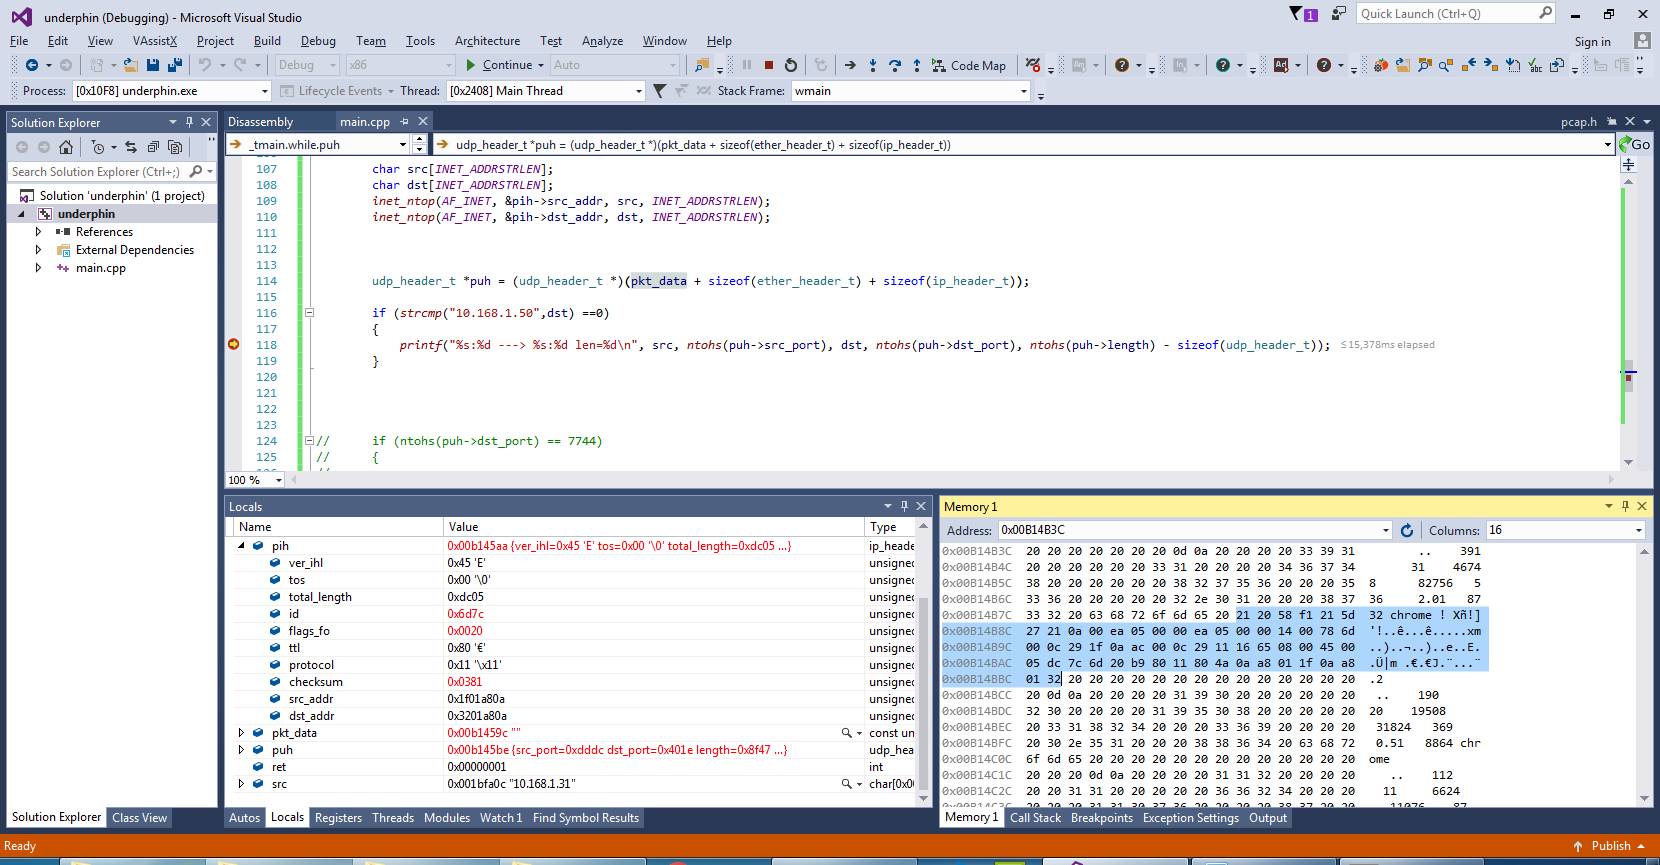 underphin (Debugging) - Microsoft Visual Studio
1
Quick Launch (Ctrl+Q)
File Edit View VAssistX Project Build Debug Team Tools Architecture Test Analyze Window Help
Sign in
Debug x86 Continue Auto Code Map
Process: [0x10F8] underphin.exe Lifecycle Events Thread: [0x2408] Main Thread Stack Frame: wmain
Solution Explorer
Search Solution Explorer (Ctrl+;)
Solution 'underphin' (1 project)
underphin
References
External Dependencies
main.cpp
Solution Explorer Class View
Disassembly main.cpp pcap.h
_tmain.while.puh udp_header_t *puh = (udp_header_t *)(pkt_data + sizeof(ether_header_t) + sizeof(ip_header_t)) Go
107 char src[INET_ADDRSTRLEN];
108 char dst[INET_ADDRSTRLEN];
109 inet_ntop(AF_INET, &pih->src_addr, src, INET_ADDRSTRLEN);
110 inet_ntop(AF_INET, &pih->dst_addr, dst, INET_ADDRSTRLEN);
111
112
113
114 udp_header_t *puh = (udp_header_t *)(pkt_data + sizeof(ether_header_t) + sizeof(ip_header_t));
115
116 if (strcmp("10.168.1.50",dst) ==0)
117 {
118 printf("%s:%d ---> %s:%d len=%d\n", src, ntohs(puh->src_port), dst, ntohs(puh->dst_port), ntohs(puh->length) - sizeof(udp_header_t)); ≤15,378ms elapsed
119 }
120
121
122
123
124 // if (ntohs(puh->dst_port) == 7744)
125 // {
100 %
Locals
Name Value Type
pih 0x00b145aa {ver_ihl=0x45 'E' tos=0x00 '\0' total_length=0xdc05 ...} ip_heade
ver_ihl 0x45 'E' unsigned
tos 0x00 '\0' unsigned
total_length 0xdc05 unsigned
id 0x6d7c unsigned
flags_fo 0x0020 unsigned
ttl 0x80 '€' unsigned
protocol 0x11 '\x11' unsigned
checksum 0x0381 unsigned
src_addr 0x1f01a80a unsigned
dst_addr 0x3201a80a unsigned
pkt_data 0x00b1459c "" const un
puh 0x00b145be {src_port=0xdddc dst_port=0x401e length=0x8f47 ...} udp_hea
ret 0x00000001 int
src 0x001bfa0c "10.168.1.31" char[0x00
Autos Locals Registers Threads Modules Watch 1 Find Symbol Results
Memory 1
Address: 0x00B14B3C Columns: 16
0x00B14B3C 20 20 20 20 20 20 20 0d 0a 20 20 20 20 33 39 31 .. 391
0x00B14B4C 20 20 20 20 20 20 33 31 20 20 20 20 34 36 37 34 31 4674
0x00B14B5C 38 20 20 20 20 20 20 38 32 37 35 36 20 20 20 35 8 82756 5
0x00B14B6C 33 36 20 20 20 20 20 32 2e 30 31 20 20 20 38 37 36 2.01 87
0x00B14B7C 33 32 20 63 68 72 6f 6d 65 20 21 20 58 f1 21 5d 32 chrome ! Xñ!]
0x00B14B8C 27 21 0a 00 ea 05 00 00 ea 05 00 00 14 00 78 6d '!..ê...ê.....xm
0x00B14B9C 00 0c 29 1f 0a ac 00 0c 29 11 16 65 08 00 45 00 ..)..¬..)..e..E.
0x00B14BAC 05 dc 7c 6d 20 b9 80 11 80 4a 0a a8 01 1f 0a a8 .Ü|m .€.€J.¨...¨
0x00B14BBC 01 32 20 20 20 20 20 20 20 20 20 20 20 20 20 20 .2
0x00B14BCC 20 0d 0a 20 20 20 20 31 39 30 20 20 20 20 20 20 .. 190
0x00B14BDC 32 30 20 20 20 20 31 39 35 30 38 20 20 20 20 20 20 19508
0x00B14BEC 20 33 31 38 32 34 20 20 20 33 36 39 20 20 20 20 31824 369
0x00B14BFC 20 30 2e 35 31 20 20 20 38 38 36 34 20 63 68 72 0.51 8864 chr
0x00B14C0C 6f 6d 65 20 20 20 20 20 20 20 20 20 20 20 20 20 ome
0x00B14C1C 20 20 20 0d 0a 20 20 20 20 31 31 32 20 20 20 20 .. 112
0x00B14C2C 20 20 31 31 20 20 20 20 20 36 36 32 34 20 20 20 11 6624
Memory 1 Call Stack Breakpoints Exception Settings Output
Ready Publish